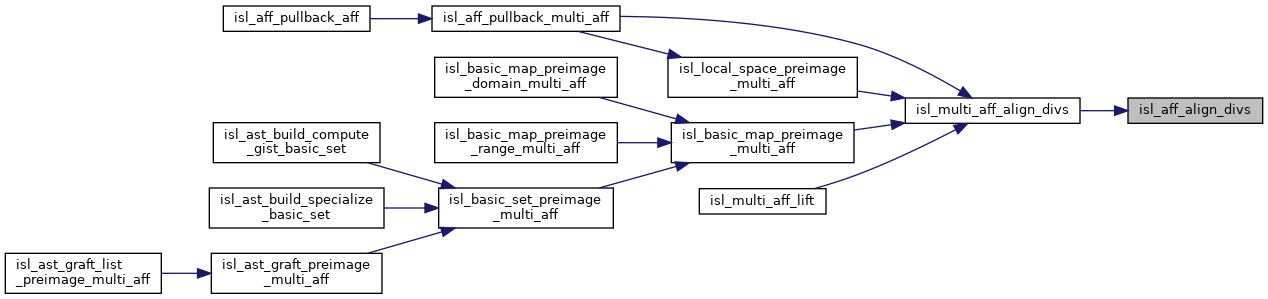 isl_aff_pullback_aff
isl_aff_pullback_multi_aff
isl_basic_map_preimage
_domain_multi_aff
isl_local_space_preimage
_multi_aff
isl_multi_aff_align_divs
isl_aff_align_divs
isl_ast_build_compute
_gist_basic_set
isl_basic_map_preimage
_range_multi_aff
isl_basic_map_preimage
_multi_aff
isl_ast_build_specialize
_basic_set
isl_basic_set_preimage
_multi_aff
isl_multi_aff_lift
isl_ast_graft_list
_preimage_multi_aff
isl_ast_graft_preimage
_multi_aff